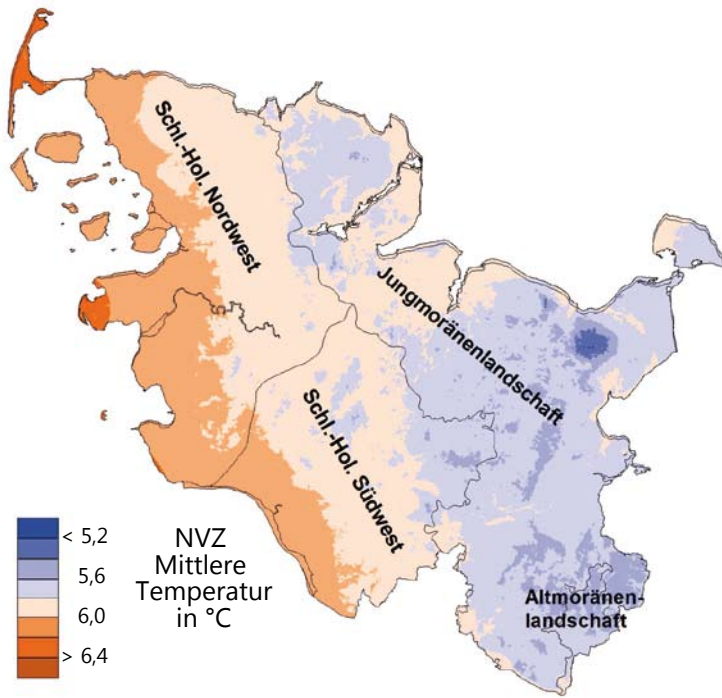 Schl.-Hol. Nordwest
Jungmoränenlandschaft
Schl.-Hol. Südwest
Altmoränen-
landschaft
NVZ
Mittlere
Temperatur
in °C
< 5,2
5,6
6,0
> 6,4